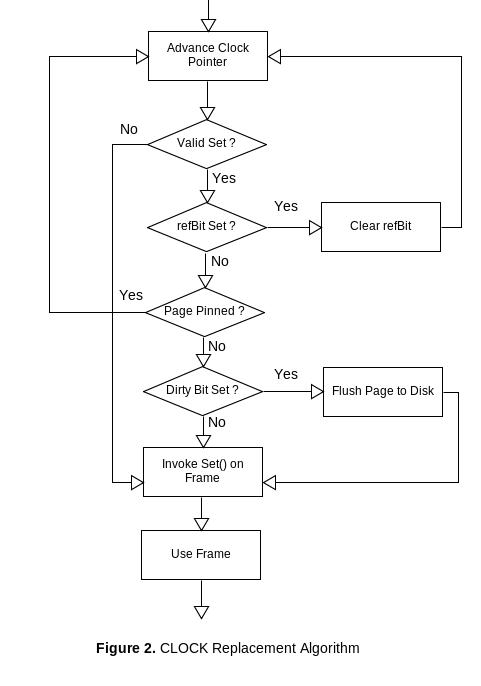 Advance Clock
Pointer
No
Valid Set ?
Yes
refBit Set ?
Yes
Clear refBit
No
Yes
Page Pinned ?
No
Dirty Bit Set ?
Yes
Flush Page to Disk
No
Invoke Set() on
Frame
Use Frame
Figure 2. CLOCK Replacement Algorithm